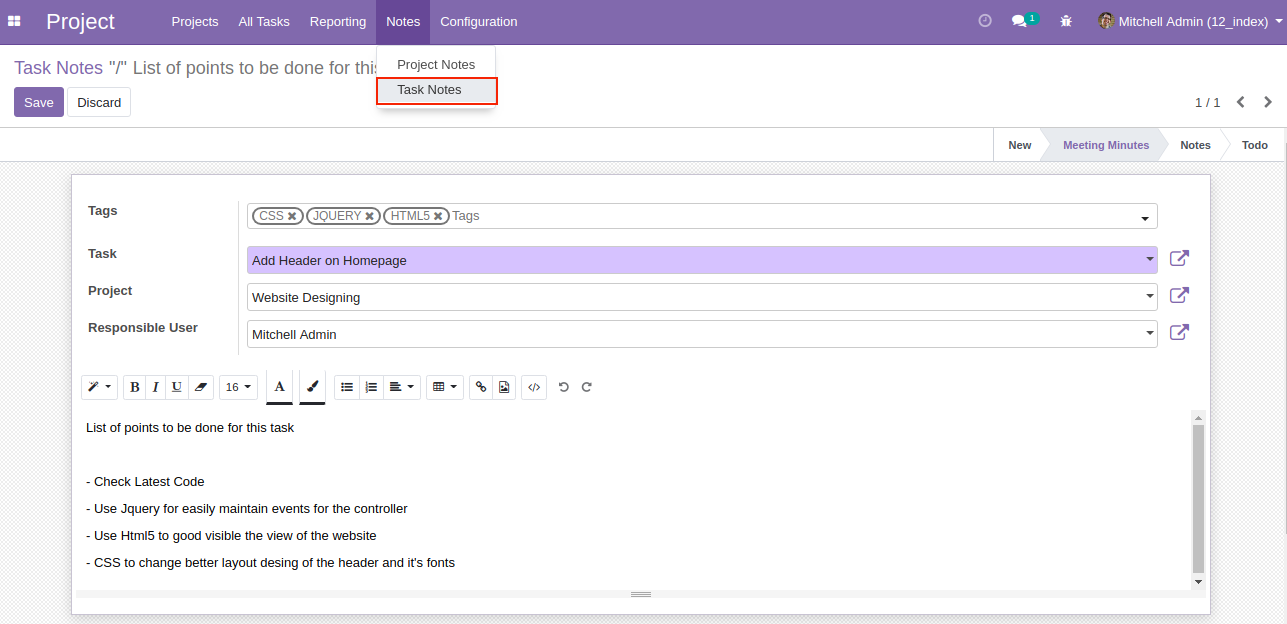 Project Projects All Tasks Reporting Notes Configuration 1 Mitchell Admin (12_index)
Project Notes
Task Notes "/" List of points to be done for this
Task Notes
Save Discard 1 / 1
New Meeting Minutes Notes Todo
Tags CSS JQUERY HTML5 Tags
Task Add Header on Homepage
Project Website Designing
Responsible User Mitchell Admin
B I U 16 A </>
List of points to be done for this task
- Check Latest Code
- Use Jquery for easily maintain events for the controller
- Use Html5 to good visible the view of the website
- CSS to change better layout desing of the header and it's fonts